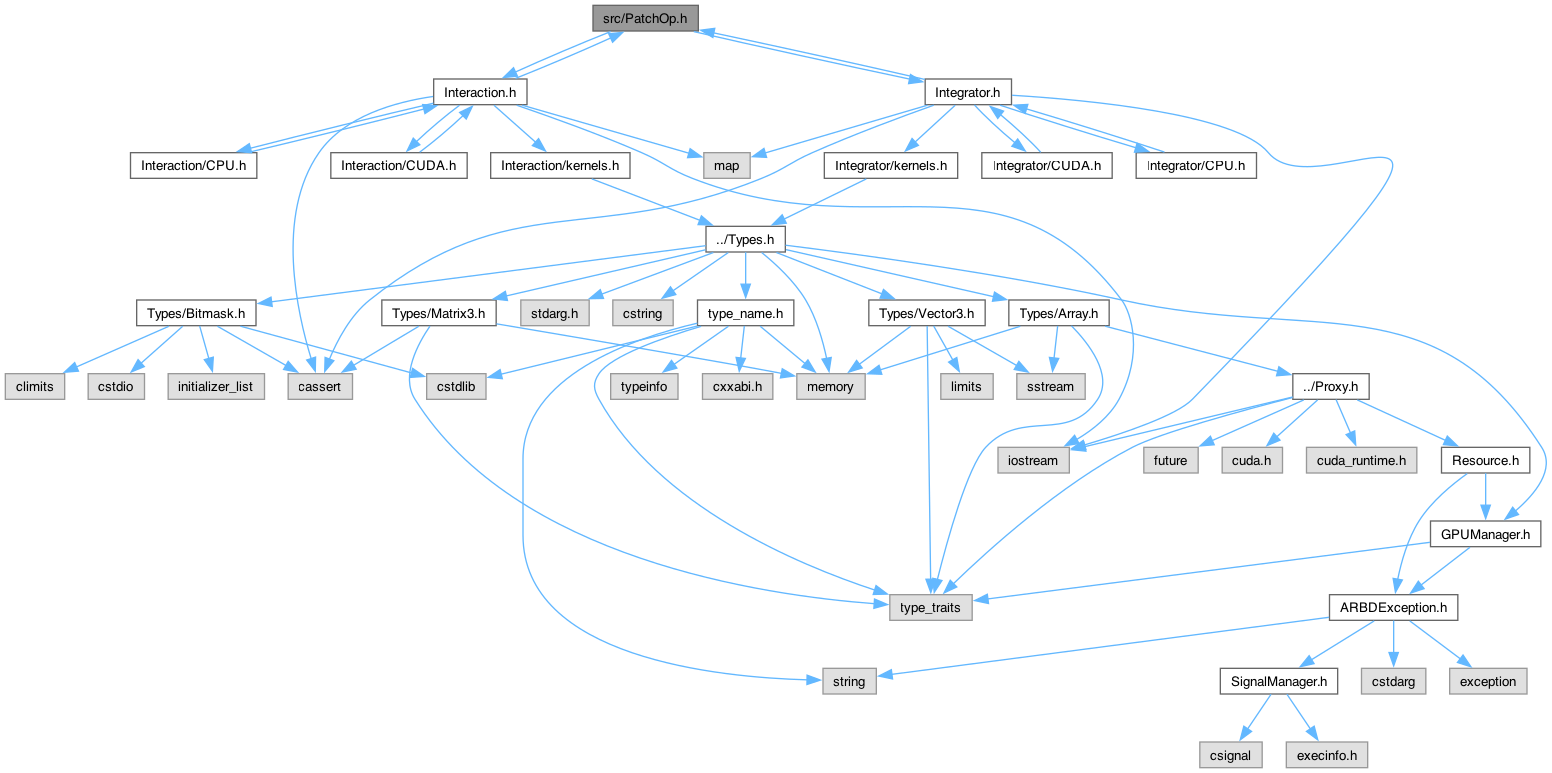 src/PatchOp.h
Interaction.h
Integrator.h
Interaction/CPU.h
Interaction/CUDA.h
Interaction/kernels.h
map
Integrator/kernels.h
Integrator/CUDA.h
Integrator/CPU.h
../Types.h
Types/Bitmask.h
Types/Matrix3.h
stdarg.h
cstring
type_name.h
Types/Vector3.h
Types/Array.h
climits
cstdio
initializer_list
cassert
cstdlib
typeinfo
cxxabi.h
memory
limits
sstream
../Proxy.h
iostream
future
cuda.h
cuda_runtime.h
Resource.h
GPUManager.h
type_traits
ARBDException.h
string
SignalManager.h
cstdarg
exception
csignal
execinfo.h